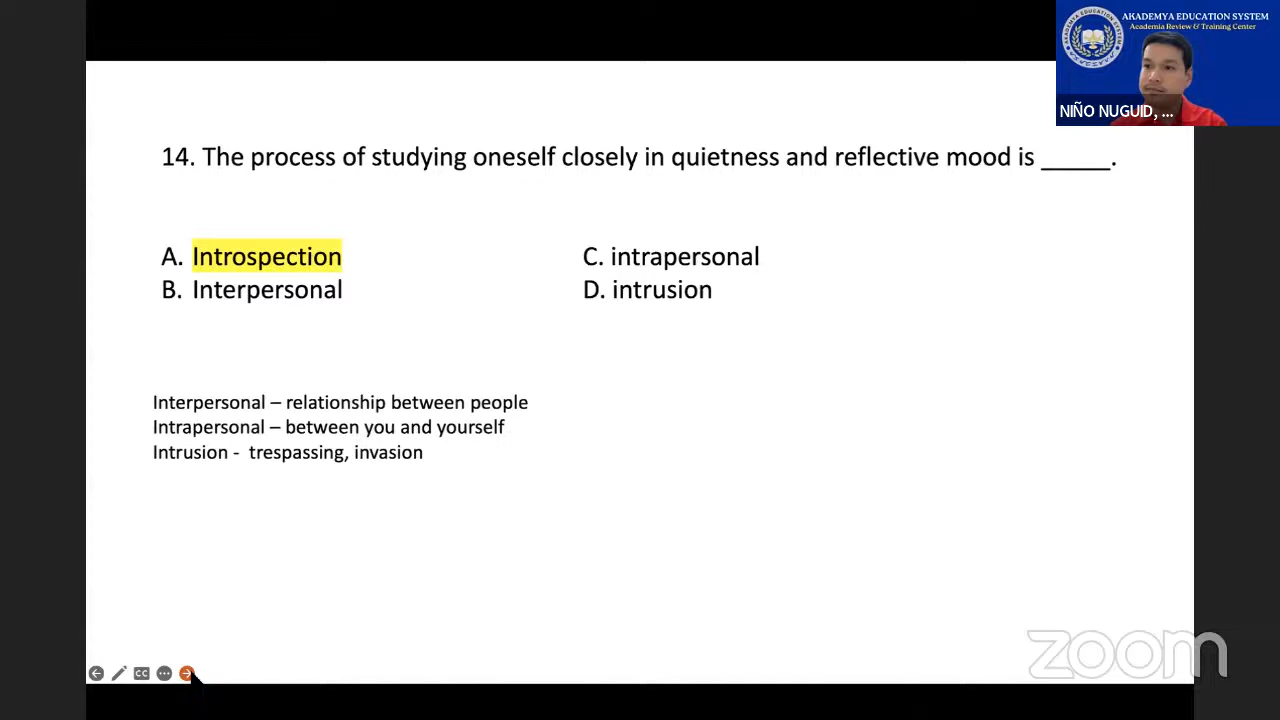 AKADEMYA EDUCATION SYSTEM
Academia Review & Training Center
NIÑO NUGUID, ...
14. The process of studying oneself closely in quietness and reflective mood is _____.
A. Introspection
B. Interpersonal
C. intrapersonal
D. intrusion
Interpersonal – relationship between people
Intrapersonal – between you and yourself
Intrusion - trespassing, invasion
CC
zoom